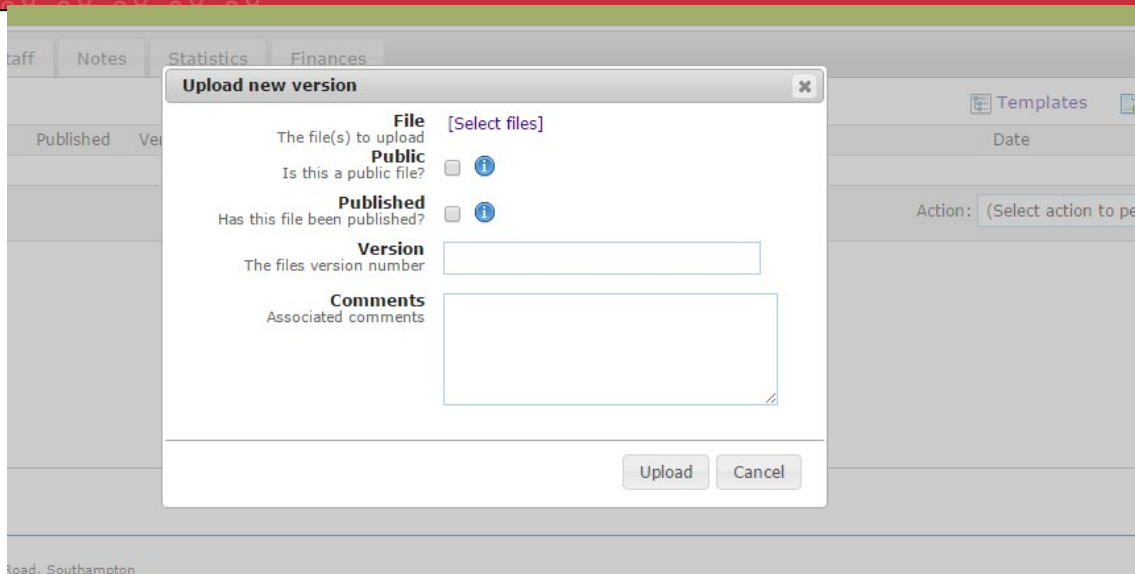 Notes Statistics Finances
Upload new version
Templates
Published Date
File [Select files]
The file(s) to upload
Public
Is this a public file?
Published
Has this file been published?
Action: (Select action to
Version
The files version number
Comments
Associated comments
Upload Cancel
Road, Southampton